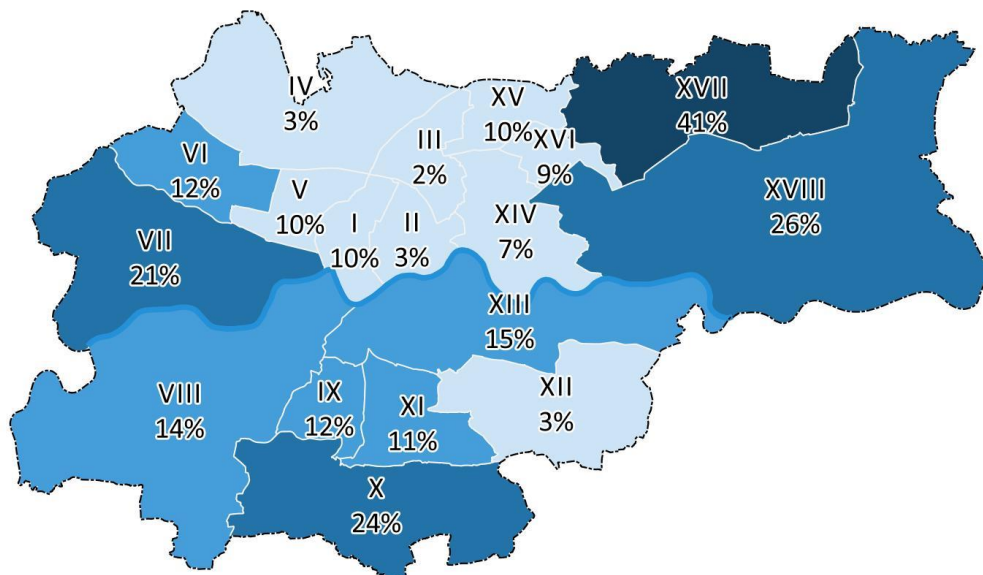 IV
3%
XV
10%
XVII
41%
III
2%
XVI
9%
VI
12%
V
10%
I
10%
II
3%
XIV
7%
XVIII
26%
VII
21%
XIII
15%
VIII
14%
IX
12%
XI
11%
XII
3%
X
24%